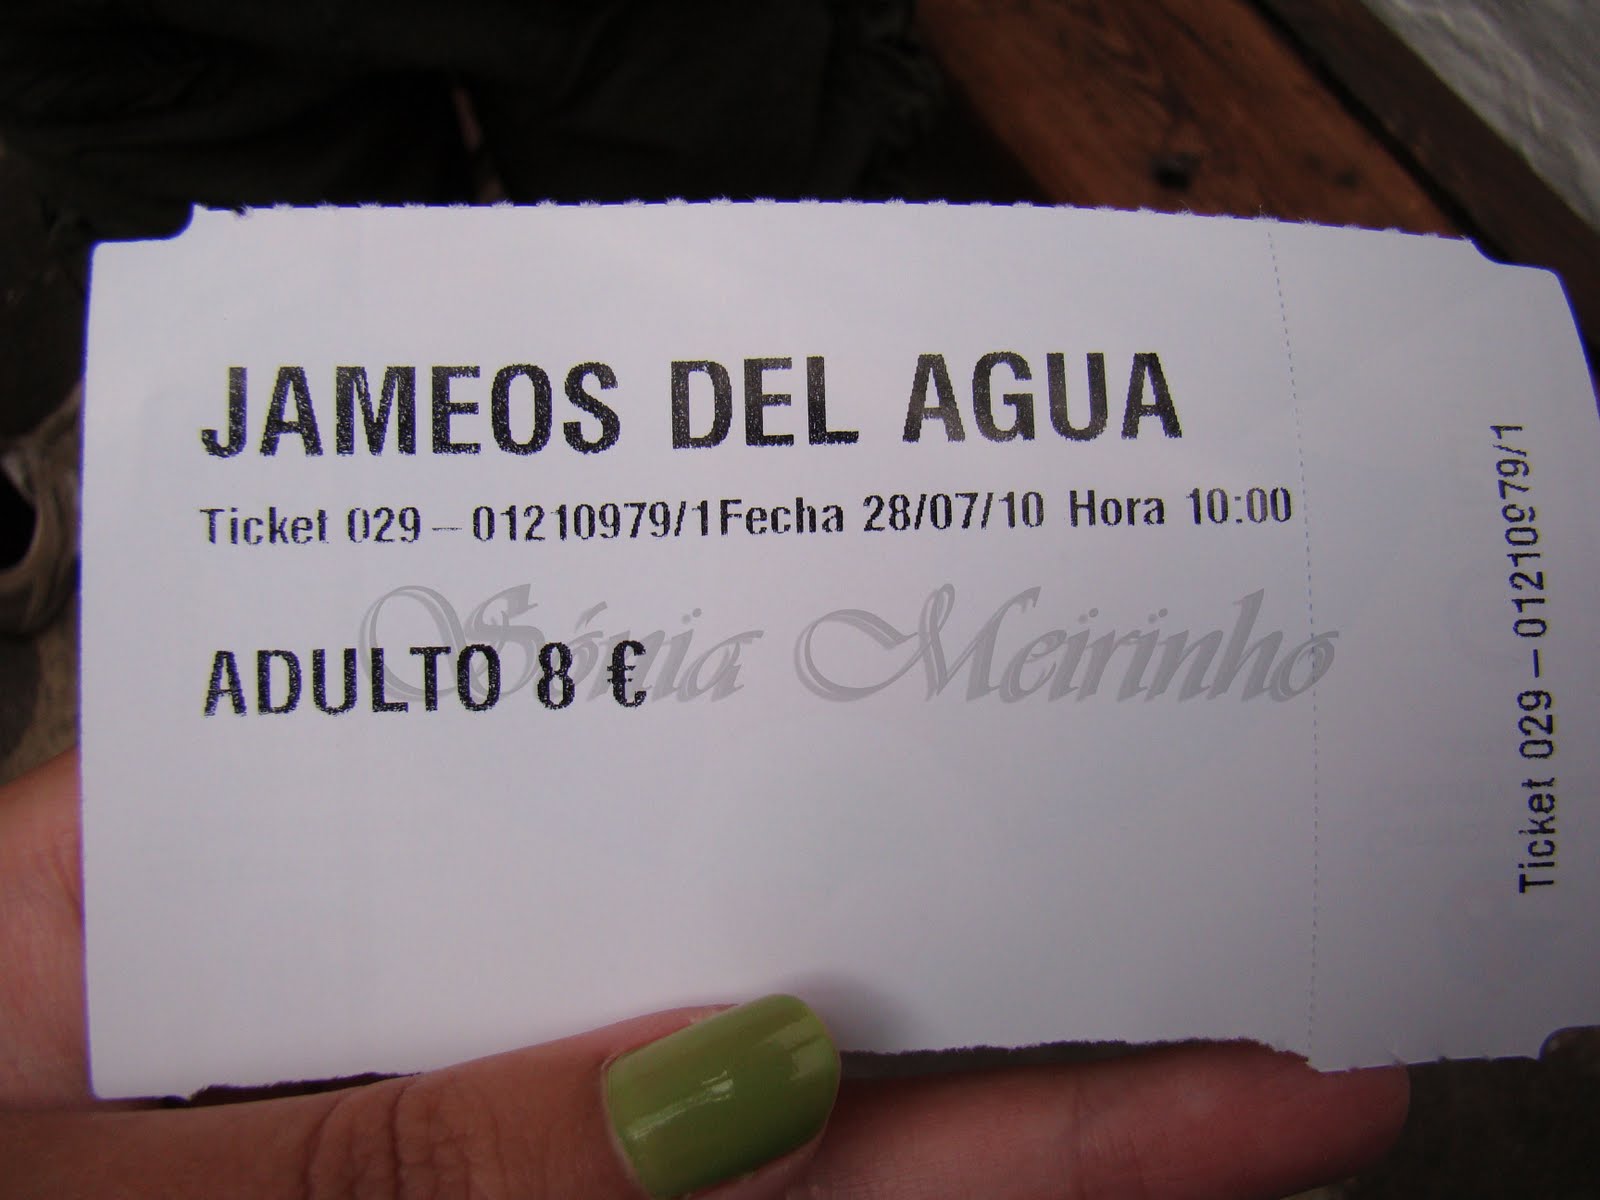 JAMEOS DEL AGUA
Ticket 029 – 01210979/1Fecha 28/07/10 Hora 10:00
Sónia Meirinho
ADULTO 8 €
Ticket 029 – 01210979/1